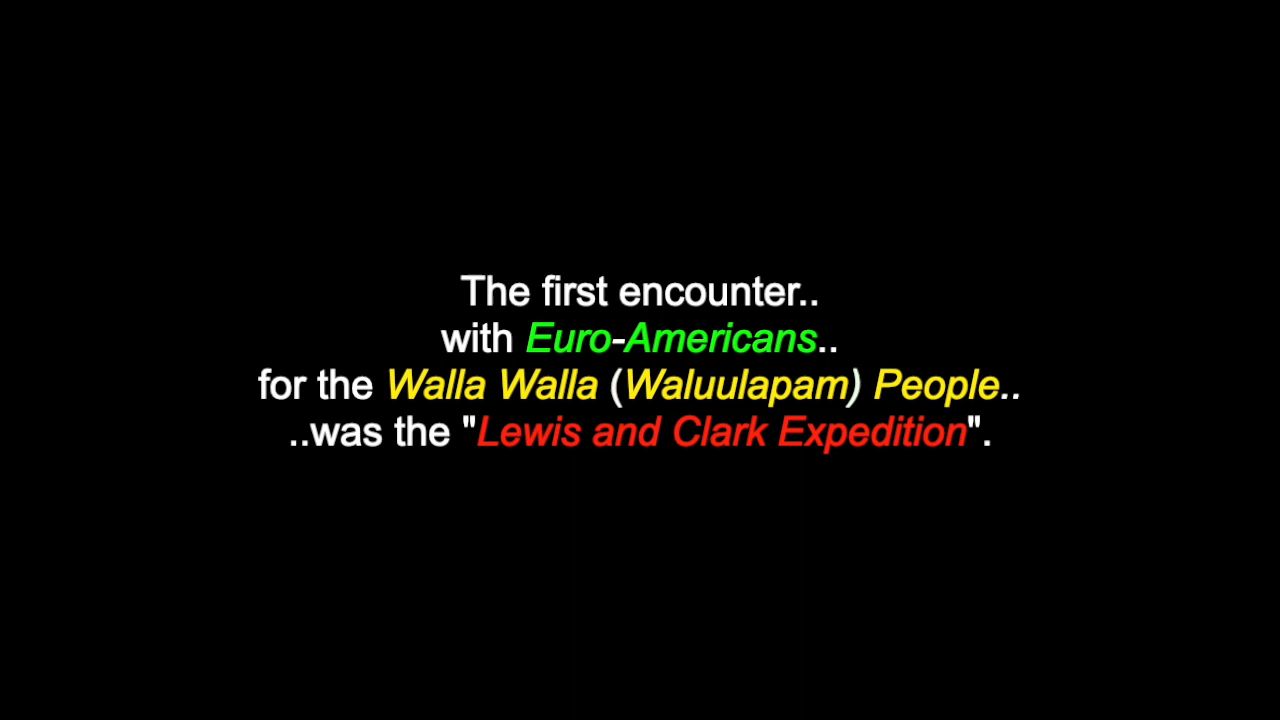 The first encounter..
with Euro-Americans..
for the Walla Walla (Waluulapam) People..
..was the "Lewis and Clark Expedition".